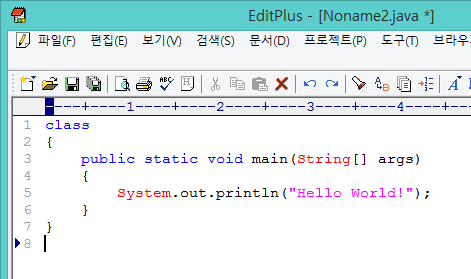 EditPlus - [Noname2.java *]
파일(F) 편집(E) 보기(V) 검색(S) 문서(D) 프로젝트(P) 도구(T) 브라우
----+----1----+----2----+----3----+----4----+--
1 class
2 {
3     public static void main(String[] args)
4     {
5         System.out.println("Hello World!");
6     }
7 }
8